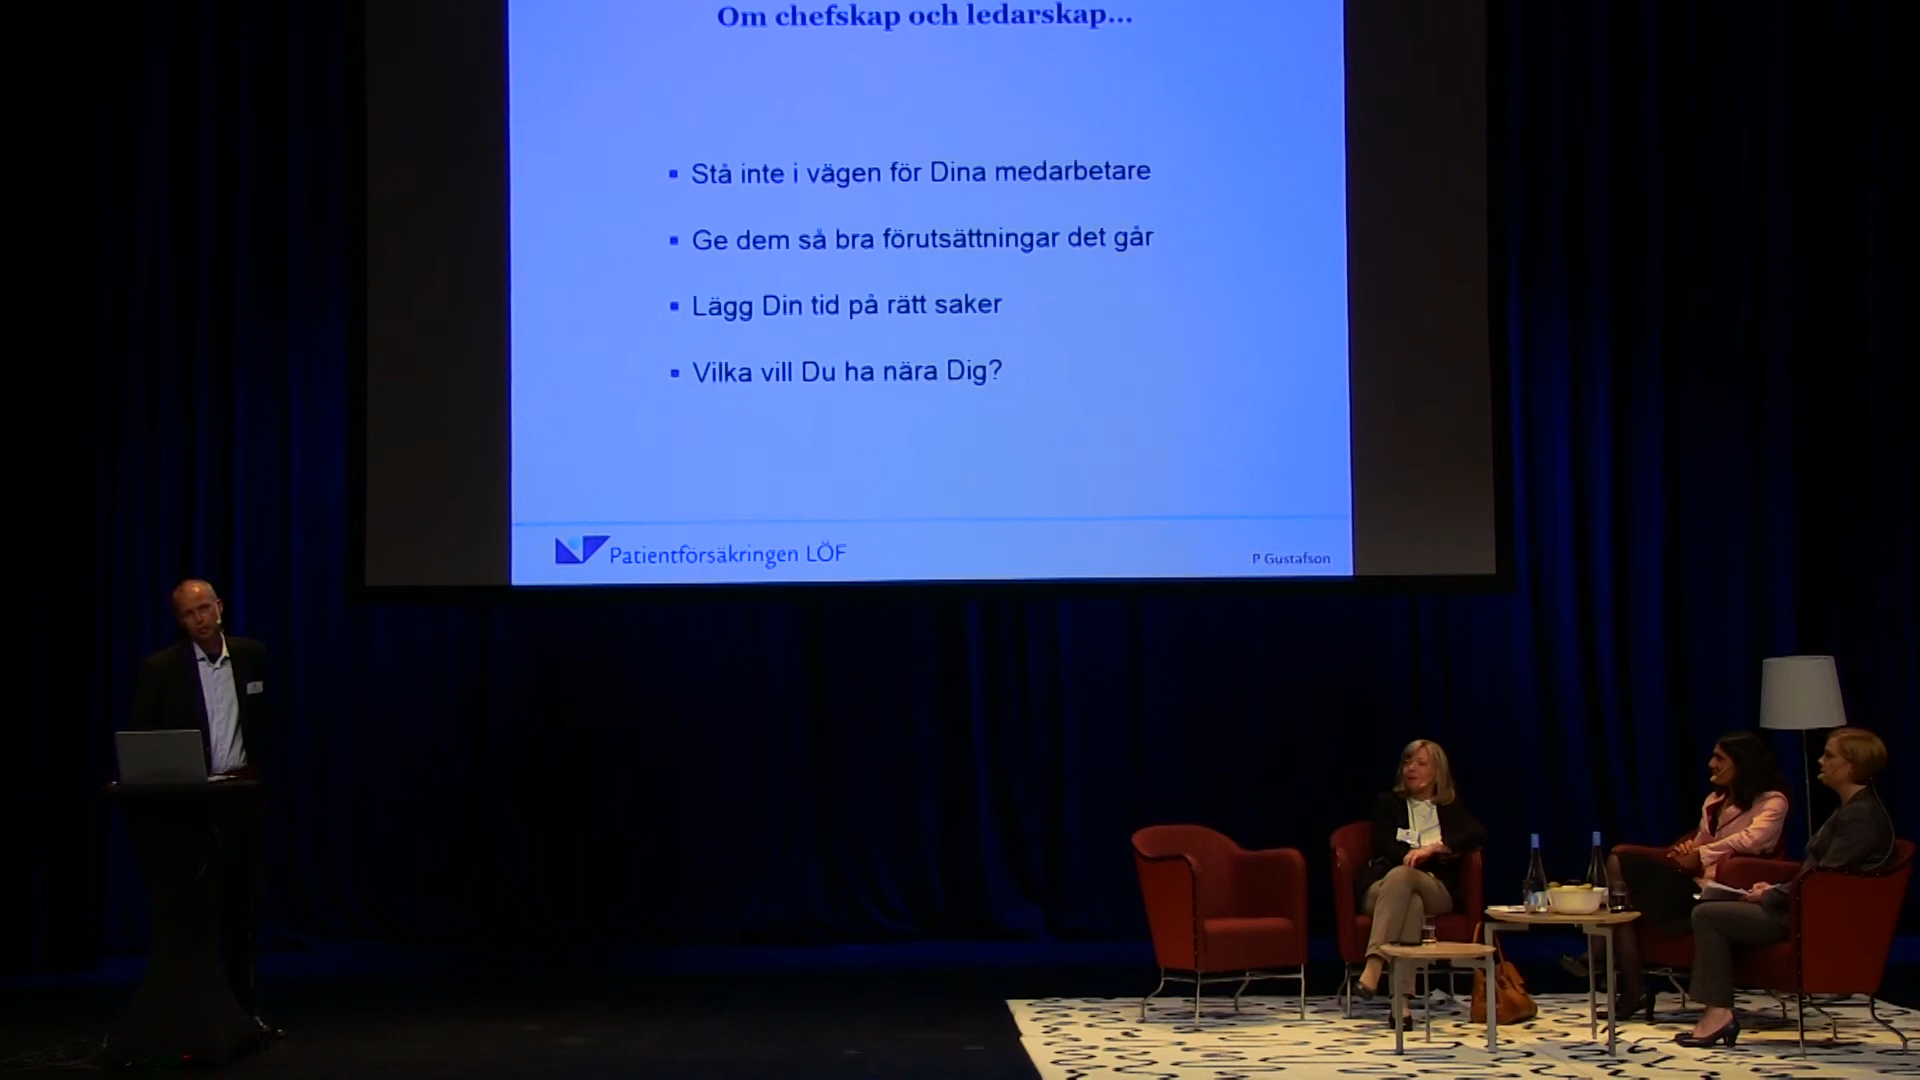 Om chefskap och ledarskap...
▪ Stå inte i vägen för Dina medarbetare
▪ Ge dem så bra förutsättningar det går
▪ Lägg Din tid på rätt saker
▪ Vilka vill Du ha nära Dig?
Patientförsäkringen LÖF
P Gustafson